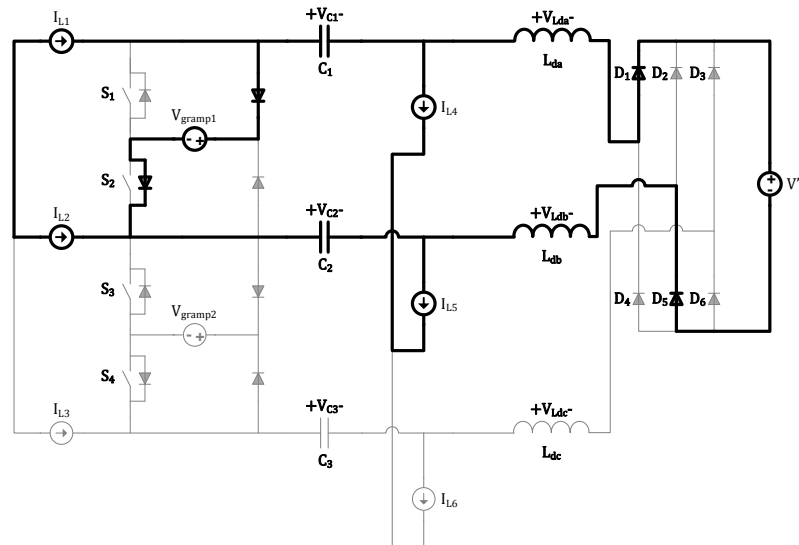 I_L1
+V_C1-
+V_Lda-
C_1
L_da
D_1 D_2 D_3
S_1
V_gramp1
I_L4
- +
S_2
+
-
V'
I_L2
+V_C2-
+V_Ldb-
C_2
L_db
S_3
D_4 D_5 D_6
I_L5
V_gramp2
- +
S_4
I_L3
+V_C3-
+V_Ldc-
C_3
L_dc
I_L6